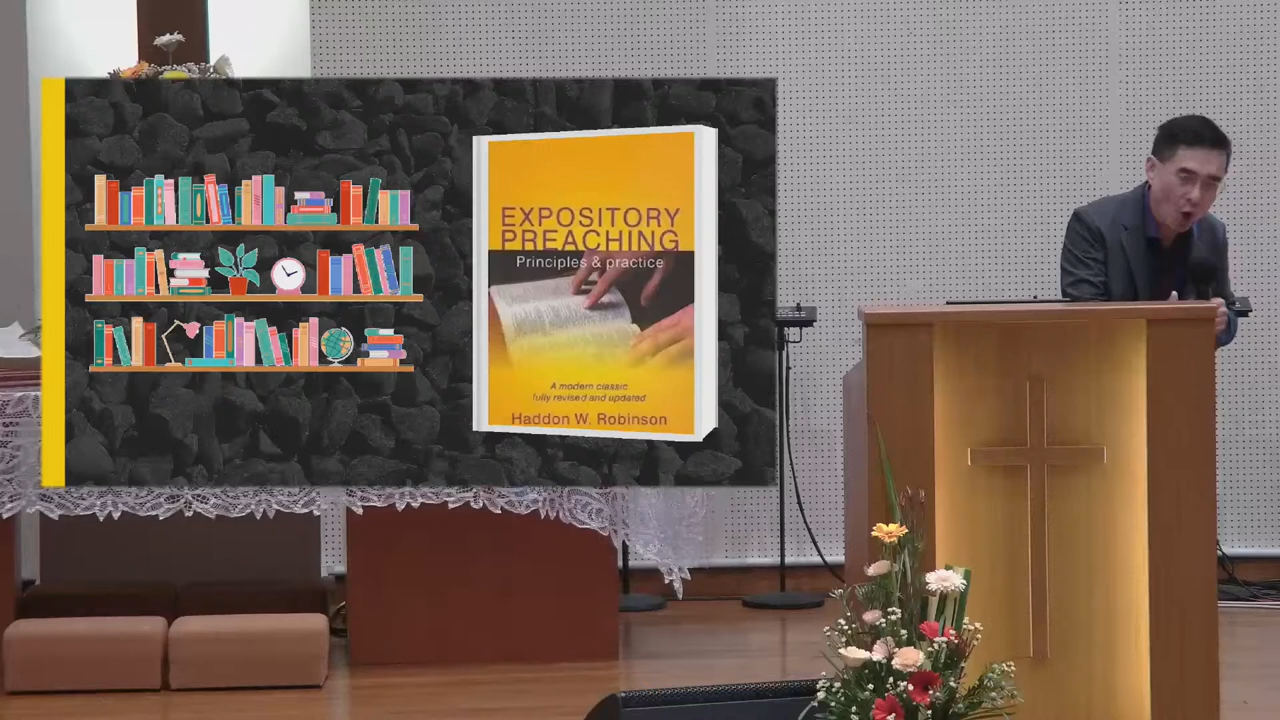 EXPOSITORY
PREACHING
Principles & practice
A modern classic
fully revised and updated
Haddon W. Robinson